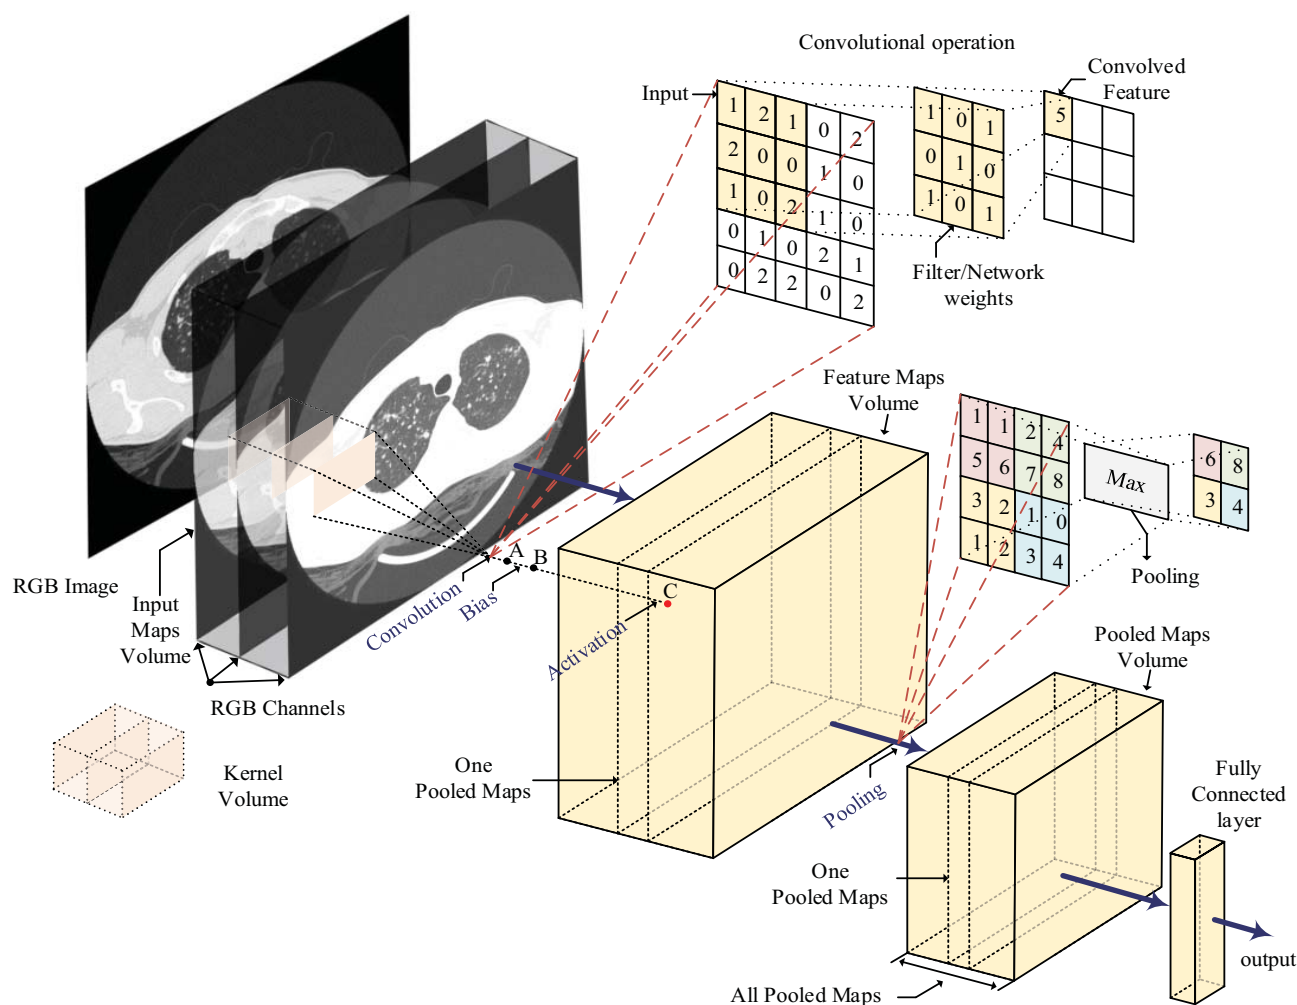 Convolutional operation
Input
Convolved
Feature
1 2 1 0 2
2 0 0 1 0
1 0 2 1 0
0 1 0 2 1
0 2 2 0 2
1 0 1
0 1 0
1 0 1
5
Filter/Network
weights
Feature Maps
Volume
1 1 2 4
5 6 7 8
3 2 1 0
1 2 3 4
Max
6 8
3 4
Pooling
RGB Image
Input
Maps
Volume
RGB Channels
Kernel
Volume
A
B
C
Convolution
Bias
Activation
One
Pooled Maps
Pooling
Pooled Maps
Volume
One
Pooled Maps
All Pooled Maps
Fully
Connected
layer
output